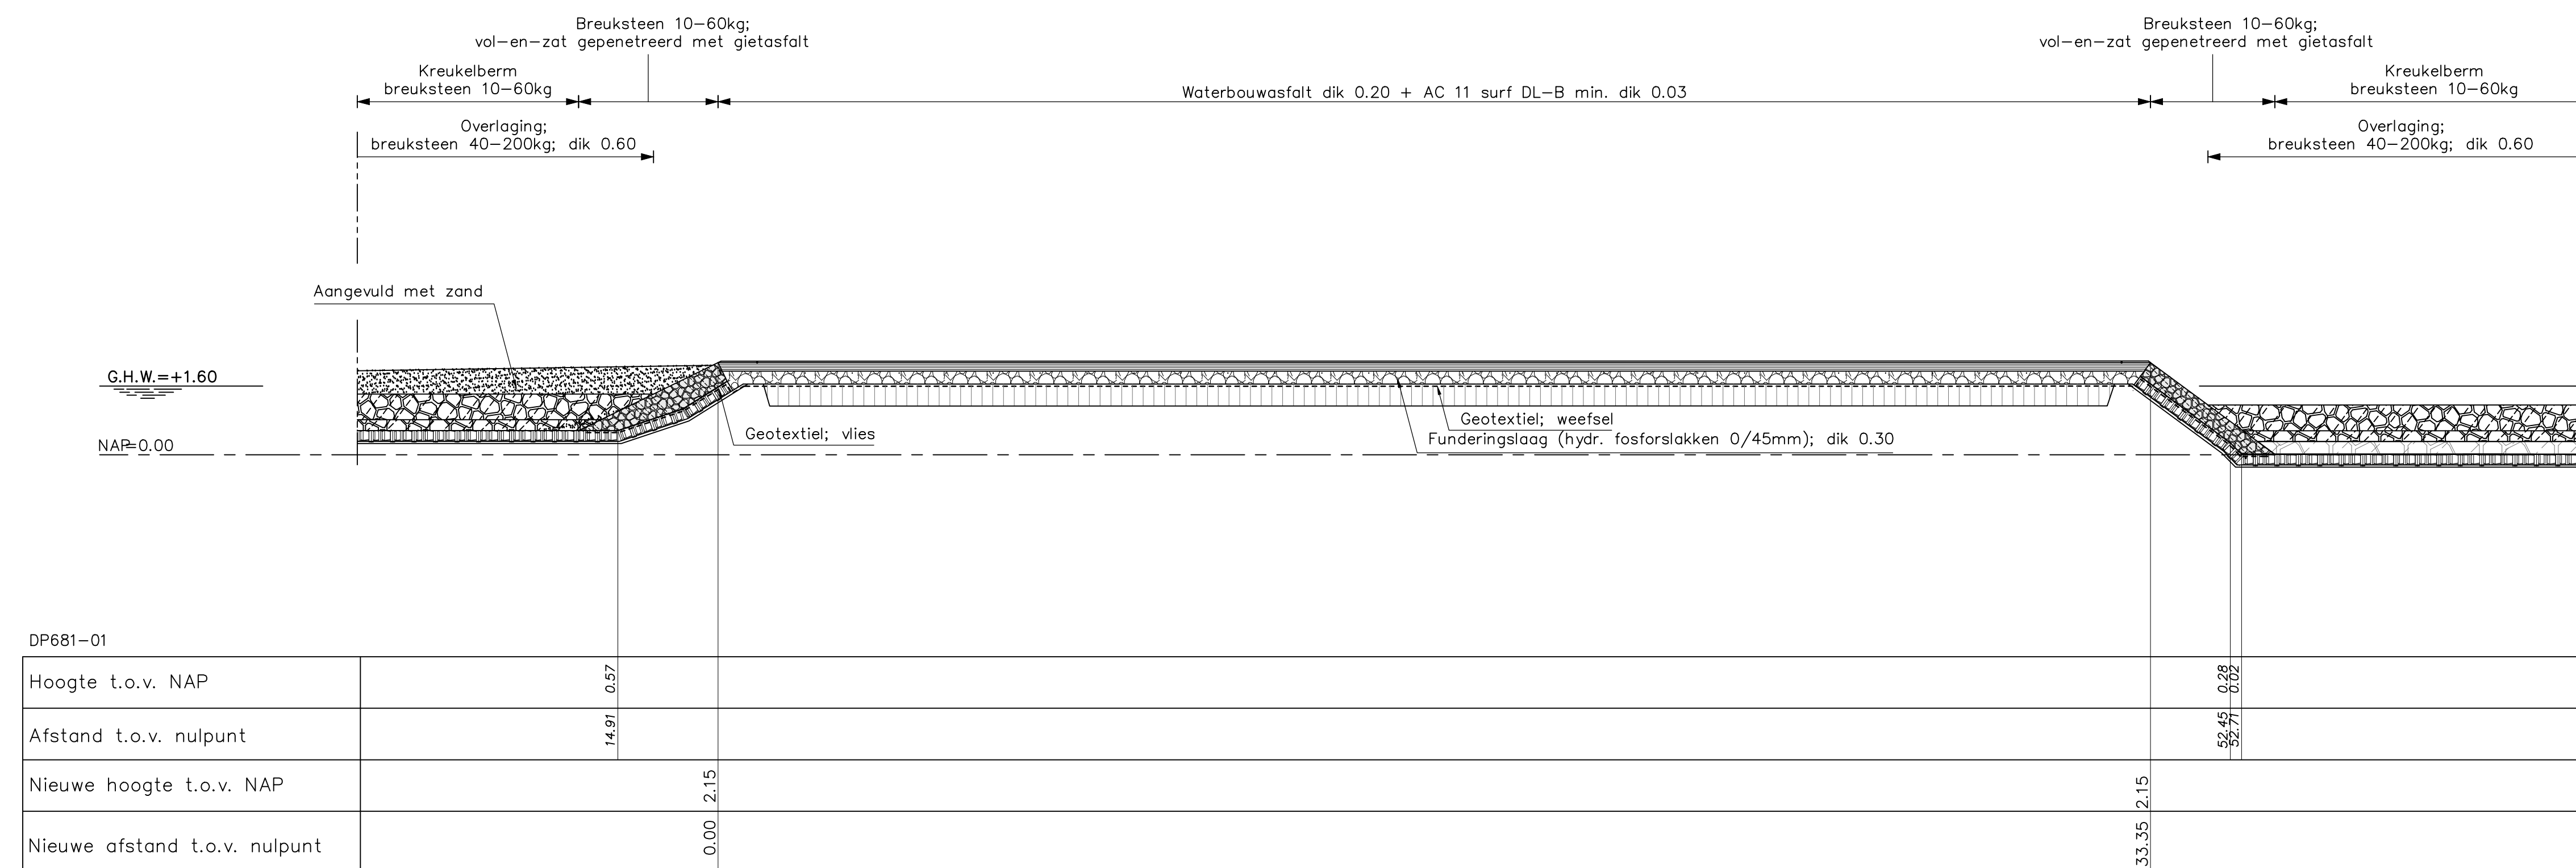 Breuksteen 10-60kg;
vol-en-zat gepenetreerd met gietasfalt
Breuksteen 10-60kg;
vol-en-zat gepenetreerd met gietasfalt
Kreukelberm
breuksteen 10-60kg
Waterbouwasfalt dik 0.20 + AC 11 surf DL-B min. dik 0.03
Kreukelberm
breuksteen 10-60kg
Overlaging;
breuksteen 40-200kg; dik 0.60
Overlaging;
breuksteen 40-200kg; dik 0.60
Aangevuld met zand
G.H.W.=+1.60
NAP=0.00
Geotextiel; vlies
Geotextiel; weefsel
Funderingslaag (hydr. fosforslakken 0/45mm); dik 0.30
DP681-01
Hoogte t.o.v. NAP 0.57 0.28 0.02
Afstand t.o.v. nulpunt 14.91 52.45 52.71
Nieuwe hoogte t.o.v. NAP 2.15 2.15
Nieuwe afstand t.o.v. nulpunt 0.00 33.35